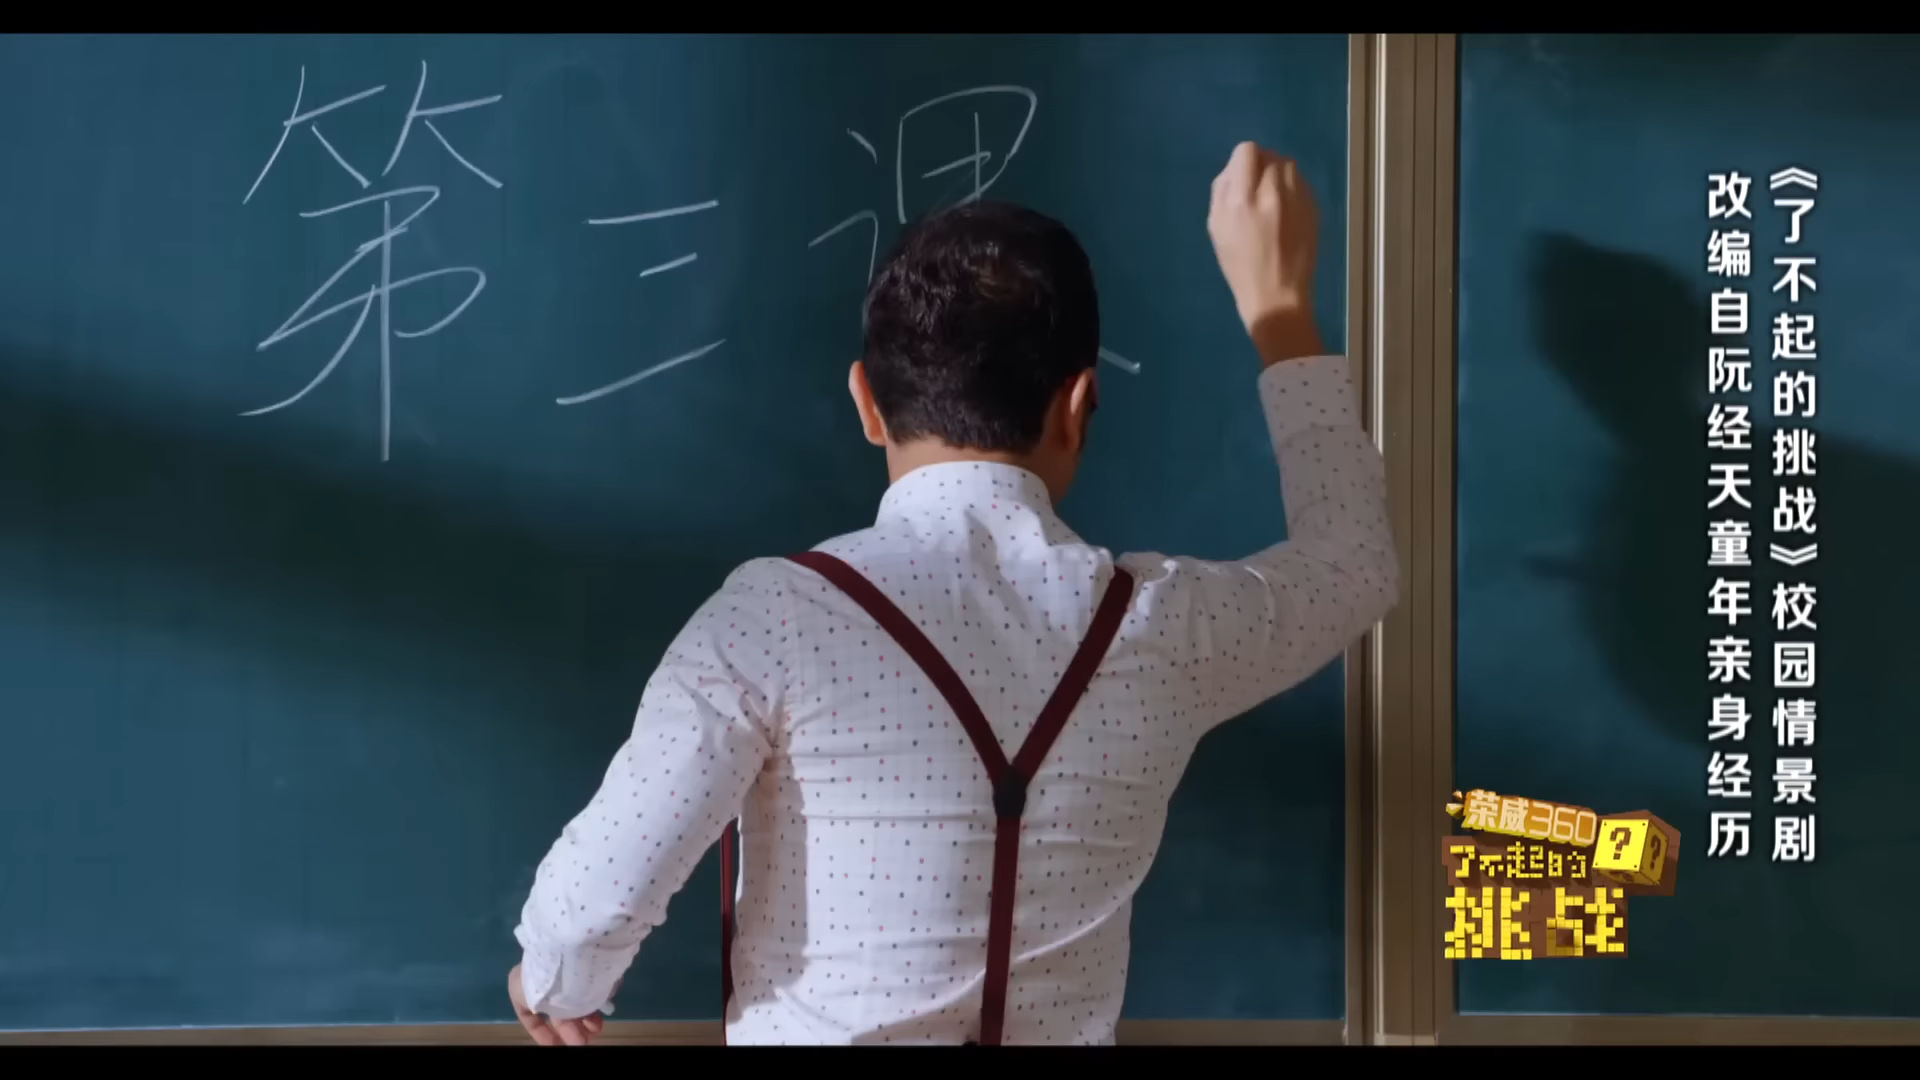 第三课
《了不起的挑战》校园情景剧
改编自阮经天童年亲身经历
荣威360
了不起的
挑战